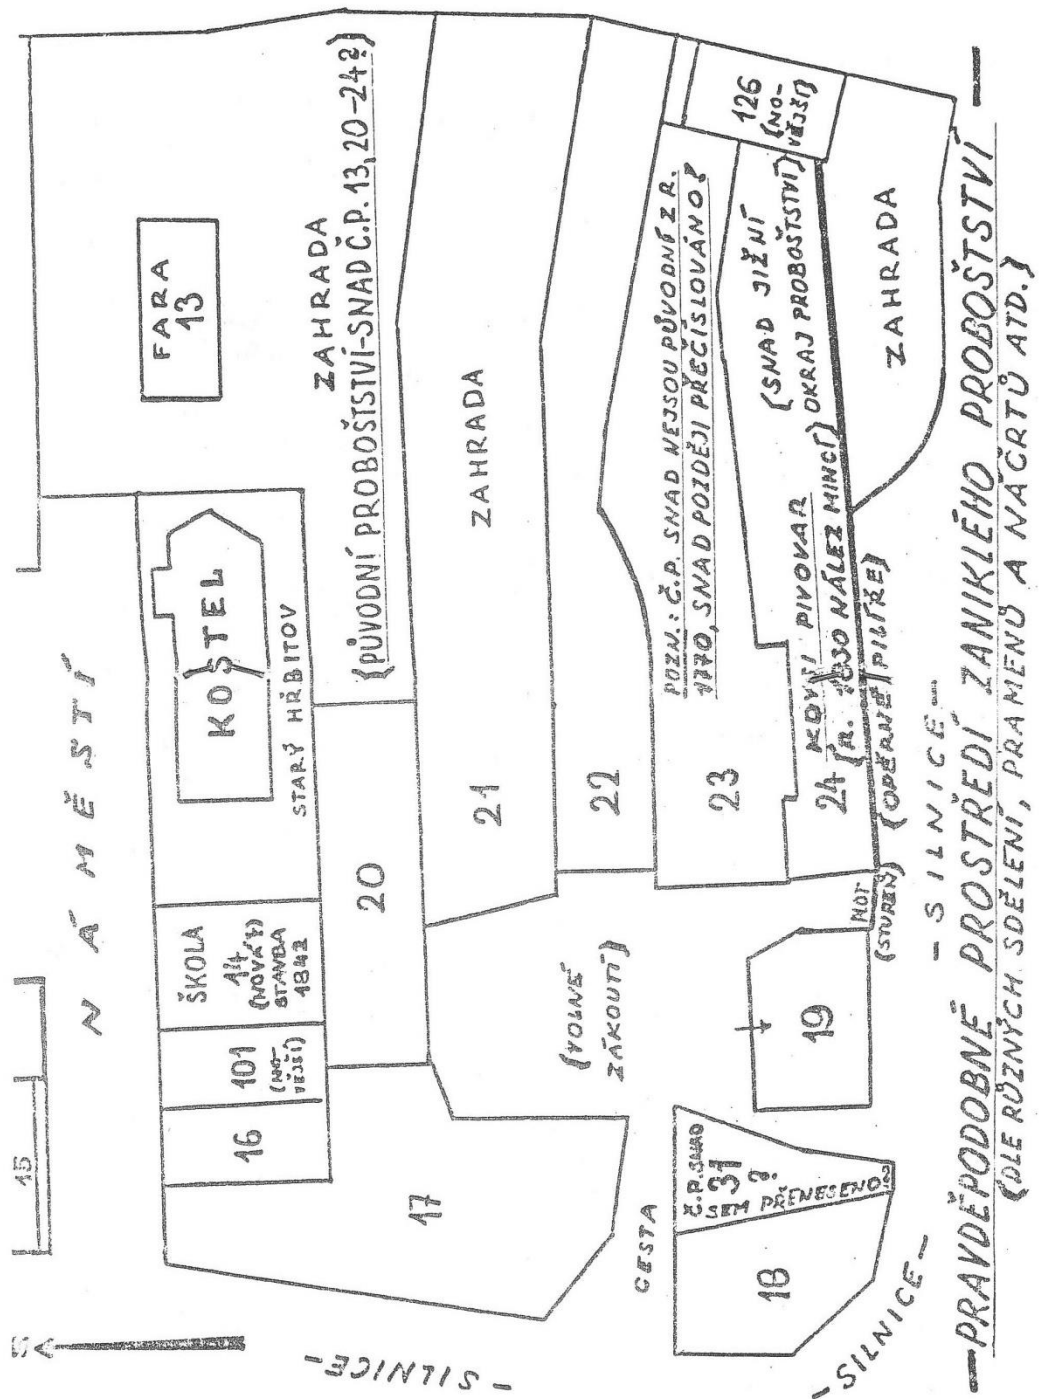 S
15
NÁMĚSTÍ
16
101
(NO-
VĚJŠÍ)
ŠKOLA
14
(NOVÁ(?)
STAVBA
1842
KOSTEL
STARÝ HŘBITOV
FARA
13
ZAHRADA
(PŮVODNÍ PROBOŠTSTVÍ-SNAD Č.P. 13,20-24?)
17
20
21
ZAHRADA
(VOLNÉ
ZÁKOUTÍ)
22
POZN.: Č.P. SNAD NEJSOU PŮVODNÍ Z R.
1770, SNAD POZDĚJI PŘEČÍSLOVÁNO?
23
126
(NO-
VĚJŠÍ)
(SNAD JIŽNÍ
OKRAJ PROBOŠTSTVÍ)
PIVOVAR
24 (R. 1830 NÁLEZ MINCÍ)
(OPĚRNÉ PILÍŘE)
ZAHRADA
CESTA
Č.P. SNAD
31
?
SEM PŘENESENO?
18
19
-SILNICE-
-SILNICE-
-SILNICE-
—PRAVDĚPODOBNÉ PROSTŘEDÍ ZANIKLÉHO PROBOŠTSTVÍ—
(DLE RŮZNÝCH SDĚLENÍ, PRAMENŮ A NÁČRTŮ ATD.)